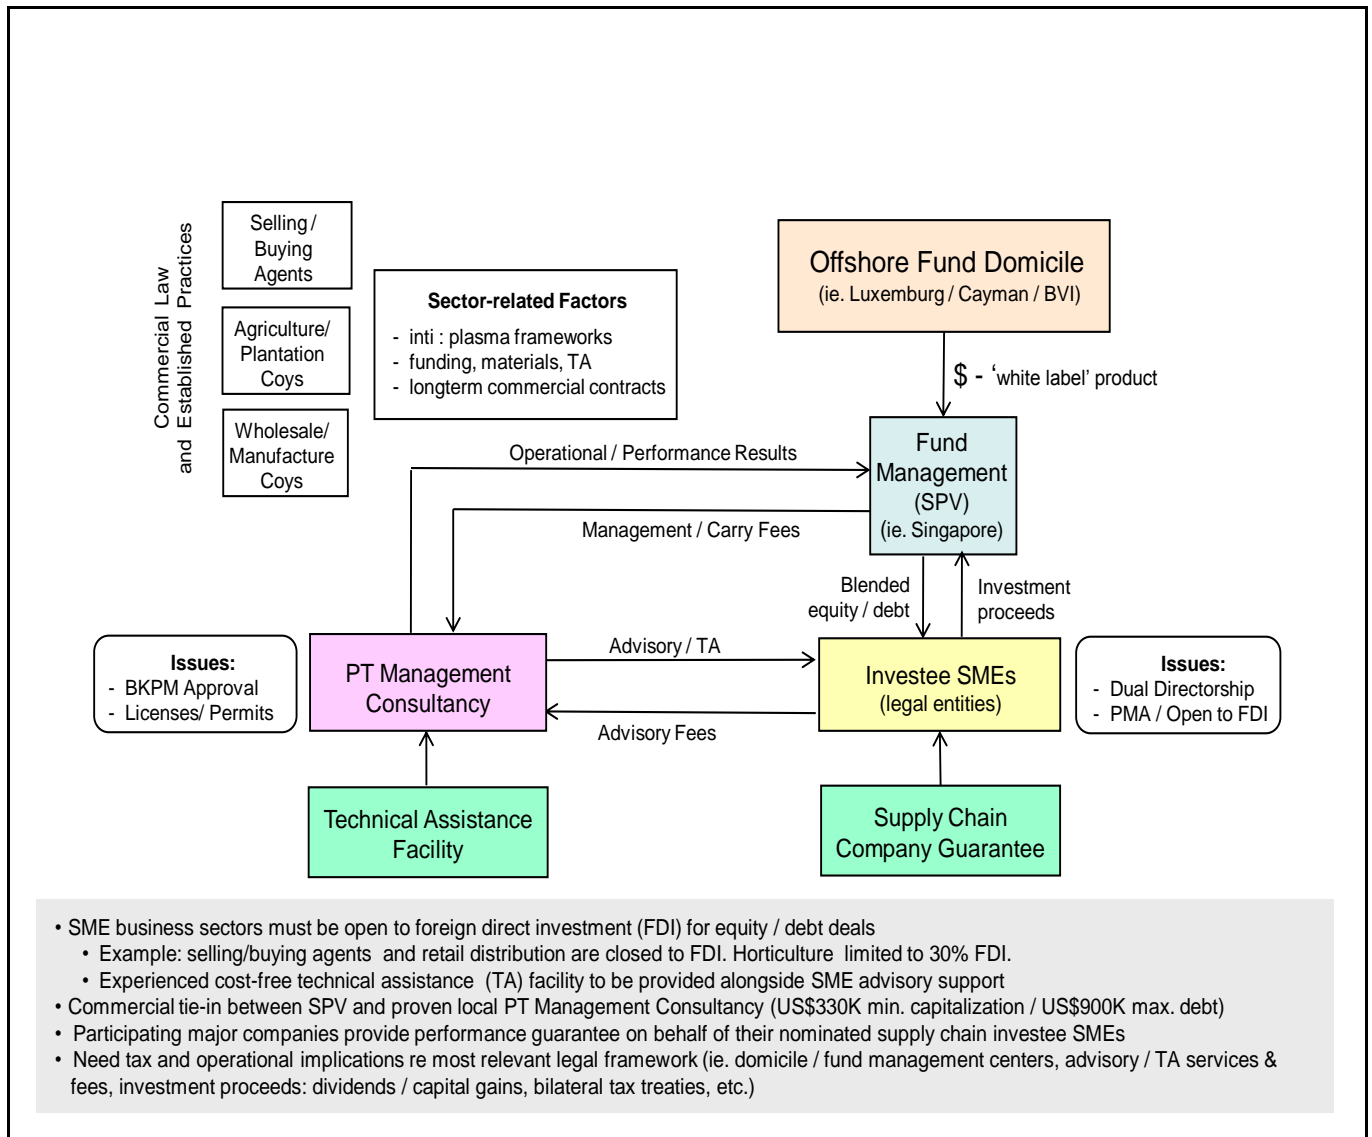 Commercial Law
and Established Practices
Selling /
Buying
Agents
Agriculture/
Plantation
Coys
Wholesale/
Manufacture
Coys
Sector-related Factors
- inti : plasma frameworks
- funding, materials, TA
- longterm commercial contracts
Offshore Fund Domicile
(ie. Luxemburg / Cayman / BVI)
$ - ‘white label’ product
Fund
Management
(SPV)
(ie. Singapore)
Operational / Performance Results
Management / Carry Fees
Blended
equity / debt
Investment
proceeds
Issues:
- BKPM Approval
- Licenses/ Permits
PT Management
Consultancy
Advisory / TA
Advisory Fees
Investee SMEs
(legal entities)
Issues:
- Dual Directorship
- PMA / Open to FDI
Technical Assistance
Facility
Supply Chain
Company Guarantee
• SME business sectors must be open to foreign direct investment (FDI) for equity / debt deals
• Example: selling/buying agents and retail distribution are closed to FDI. Horticulture limited to 30% FDI.
• Experienced cost-free technical assistance (TA) facility to be provided alongside SME advisory support
• Commercial tie-in between SPV and proven local PT Management Consultancy (US$330K min. capitalization / US$900K max. debt)
• Participating major companies provide performance guarantee on behalf of their nominated supply chain investee SMEs
• Need tax and operational implications re most relevant legal framework (ie. domicile / fund management centers, advisory / TA services &
fees, investment proceeds: dividends / capital gains, bilateral tax treaties, etc.)